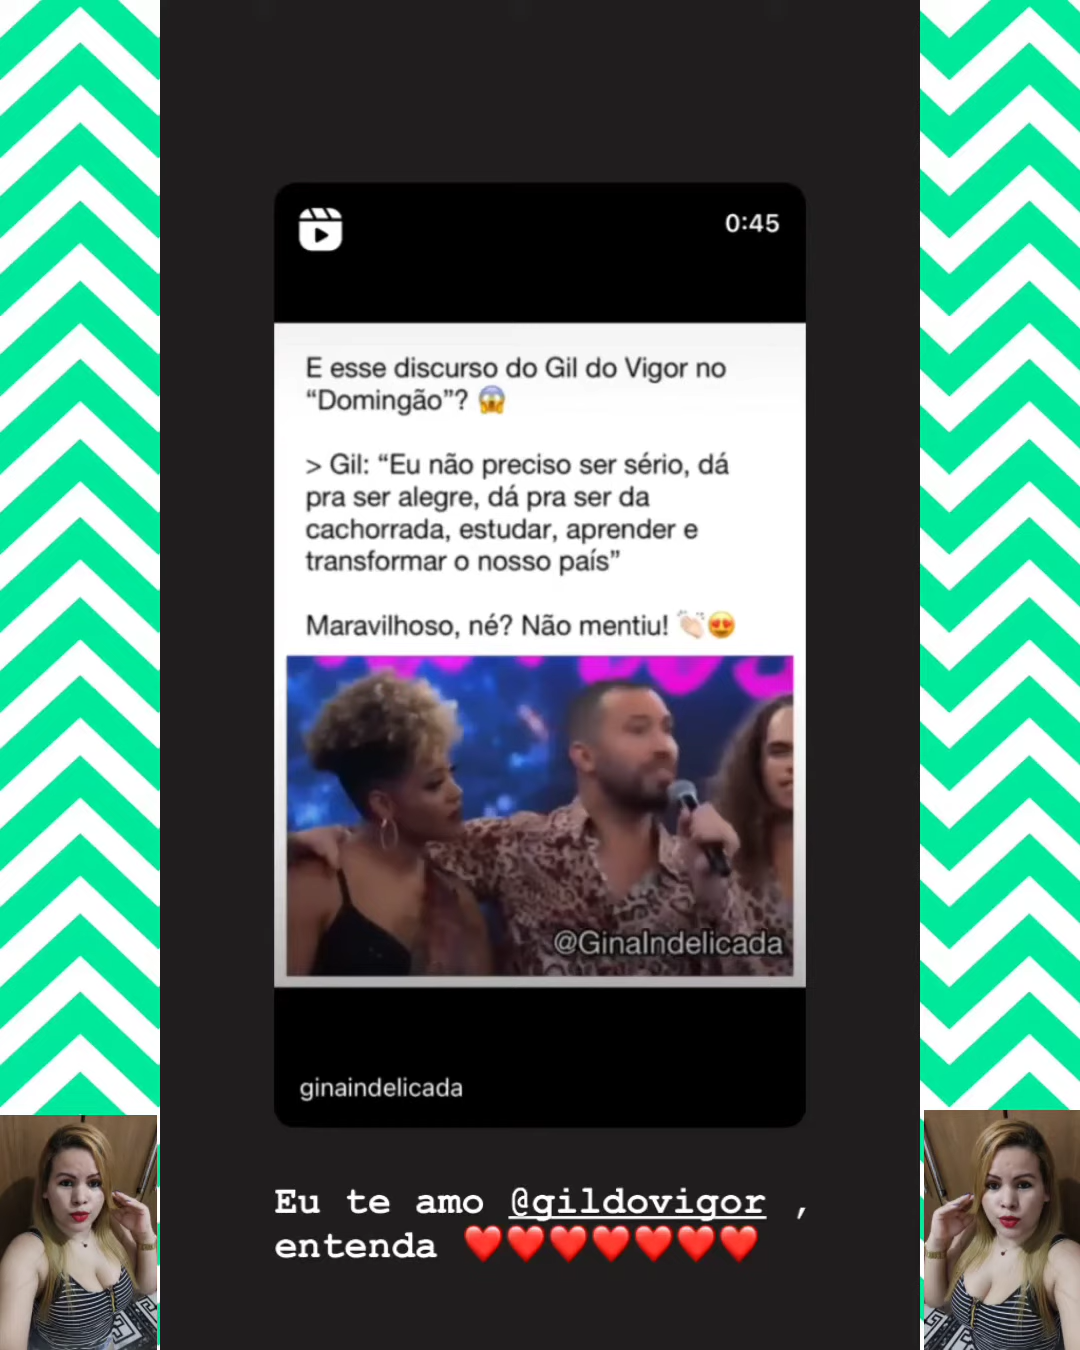 0:45
E esse discurso do Gil do Vigor no
“Domingão”? 😱
> Gil: “Eu não preciso ser sério, dá
pra ser alegre, dá pra ser da
cachorrada, estudar, aprender e
transformar o nosso país”
Maravilhoso, né? Não mentiu! 👏🏻😍
@GinaIndelicada
ginaindelicada
Eu te amo @gildovigor ,
entenda ❤️❤️❤️❤️❤️❤️❤️